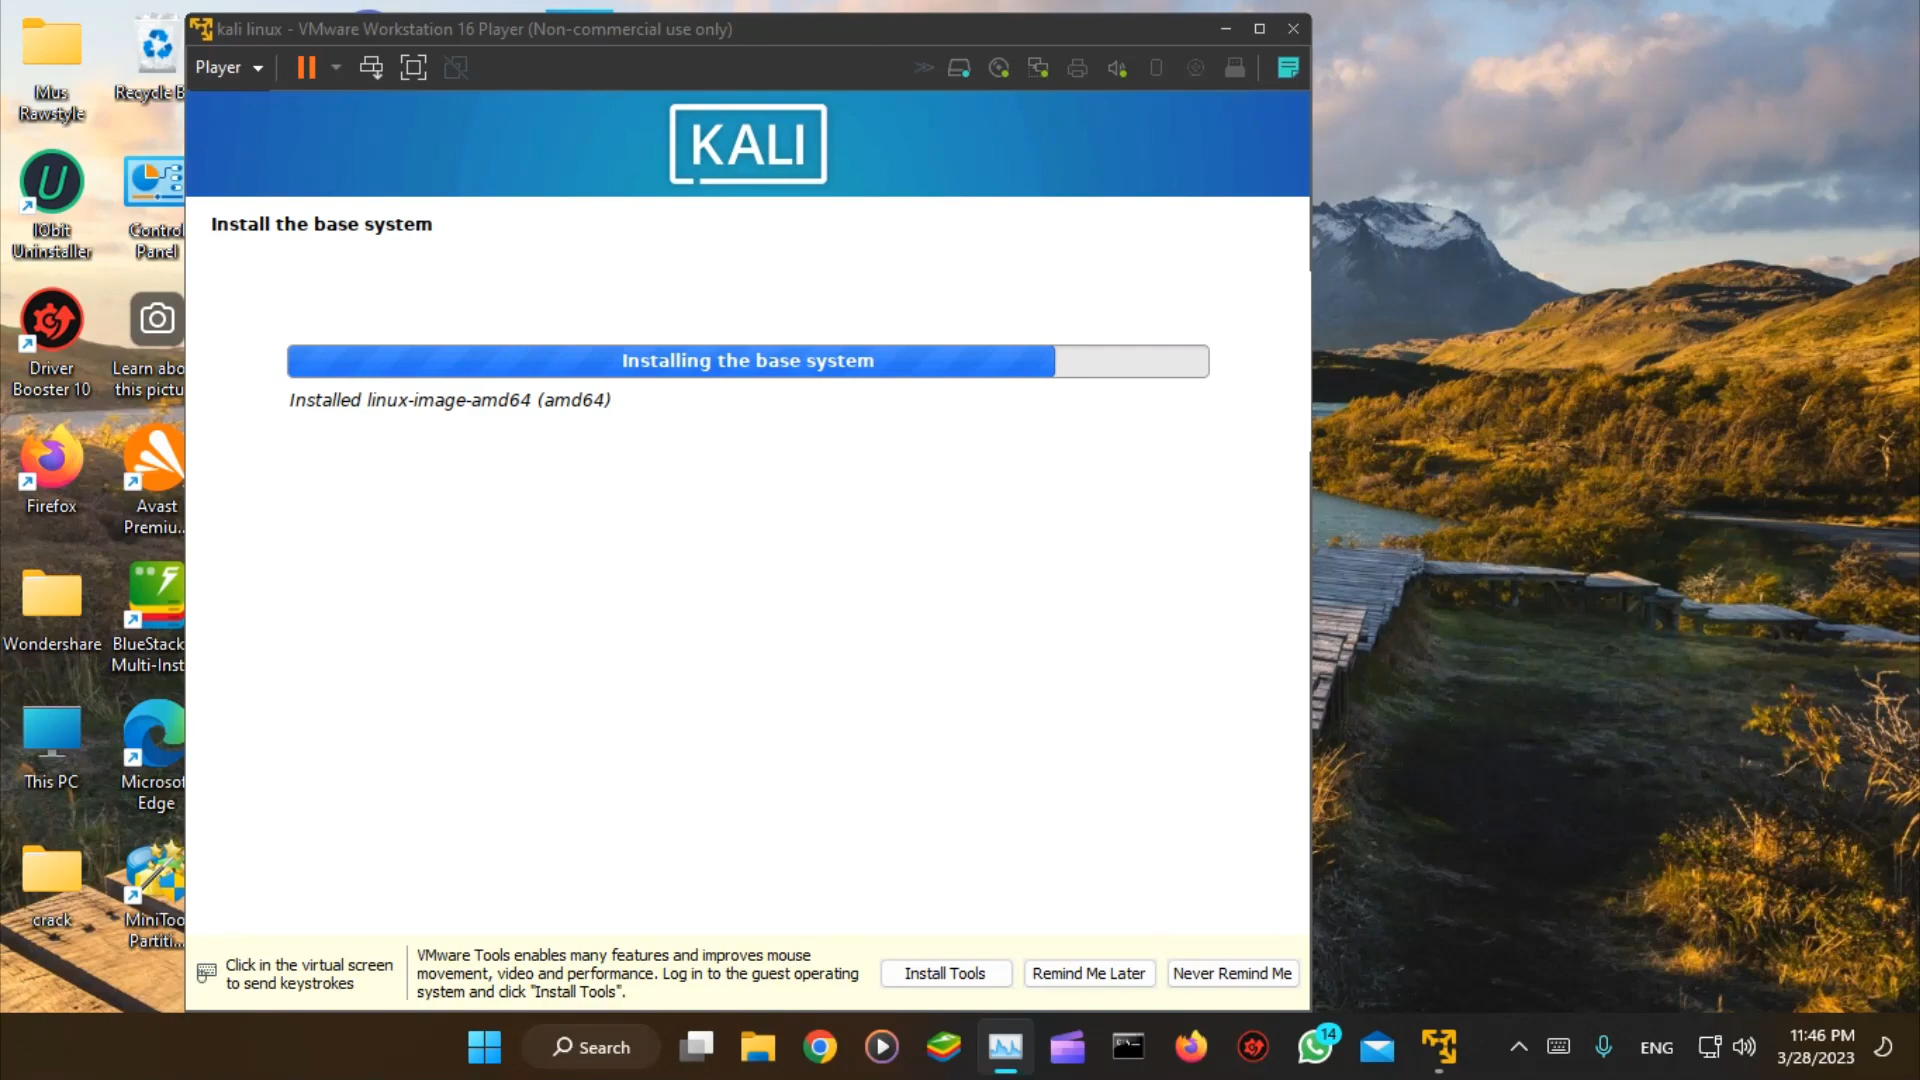 kali linux - VMware Workstation 16 Player (Non-commercial use only)
Player
KALI
Install the base system
Installing the base system
Installed linux-image-amd64 (amd64)
Click in the virtual screen
to send keystrokes
VMware Tools enables many features and improves mouse
movement, video and performance. Log in to the guest operating
system and click "Install Tools".
Install Tools
Remind Me Later
Never Remind Me
Mus
Rawstyle
Recycle B
IObit
Uninstaller
Control
Panel
Driver
Booster 10
Learn abo
this pictu
Firefox
Avast
Premiu...
Wondershare
BlueStack
Multi-Inst
This PC
Microsof
Edge
crack
MiniToo
Partiti...
Search
14
ENG
11:46 PM
3/28/2023